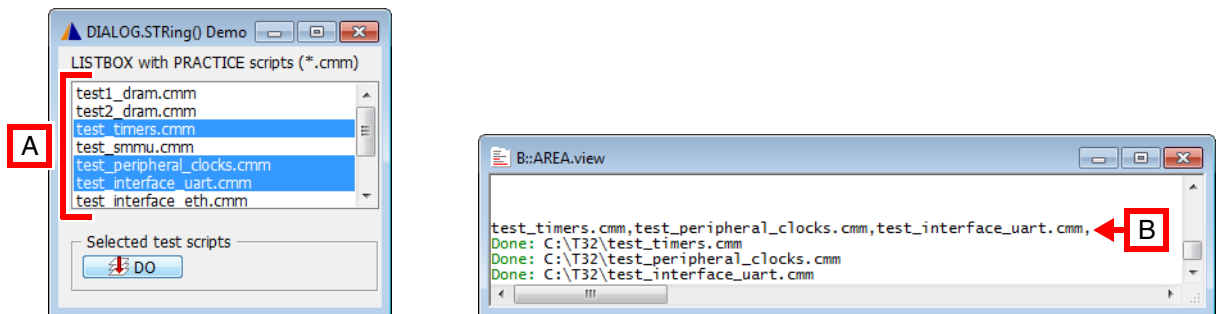 DIALOG.STRing() Demo
LISTBOX with PRACTICE scripts (*.cmm)
A
test1_dram.cmm
test2_dram.cmm
test_timers.cmm
test_smmu.cmm
test_peripheral_clocks.cmm
test_interface_uart.cmm
test_interface_eth.cmm
Selected test scripts
DO
B::AREA.view
test_timers.cmm,test_peripheral_clocks.cmm,test_interface_uart.cmm,
B
Done: C:\T32\test_timers.cmm
Done: C:\T32\test_peripheral_clocks.cmm
Done: C:\T32\test_interface_uart.cmm